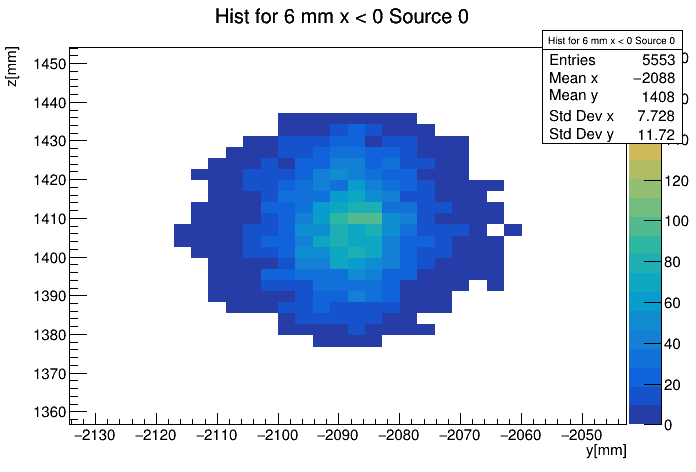 Hist for 6 mm x < 0 Source 0
Hist for 6 mm x < 0 Source 0
Entries 5553
Mean x −2088
Mean y 1408
Std Dev x 7.728
Std Dev y 11.72
z[mm]
1450
1440
1430
1420
1410
1400
1390
1380
1370
1360
120
100
80
60
40
20
0
−2130 −2120 −2110 −2100 −2090 −2080 −2070 −2060 −2050
y[mm]